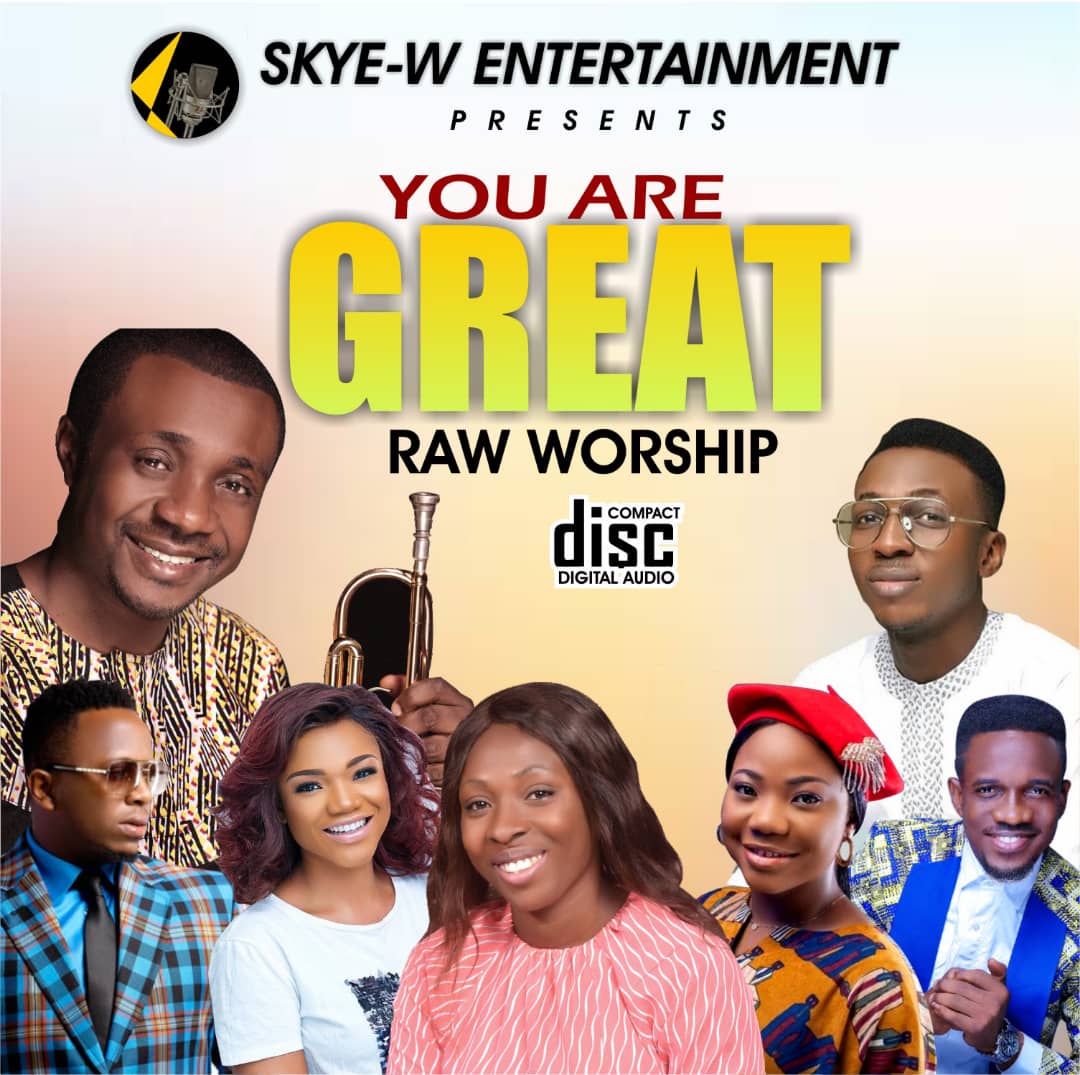 SKYE-W ENTERTAINMENT
PRESENTS
YOU ARE
GREAT
RAW WORSHIP
COMPACT
disc
DIGITAL AUDIO